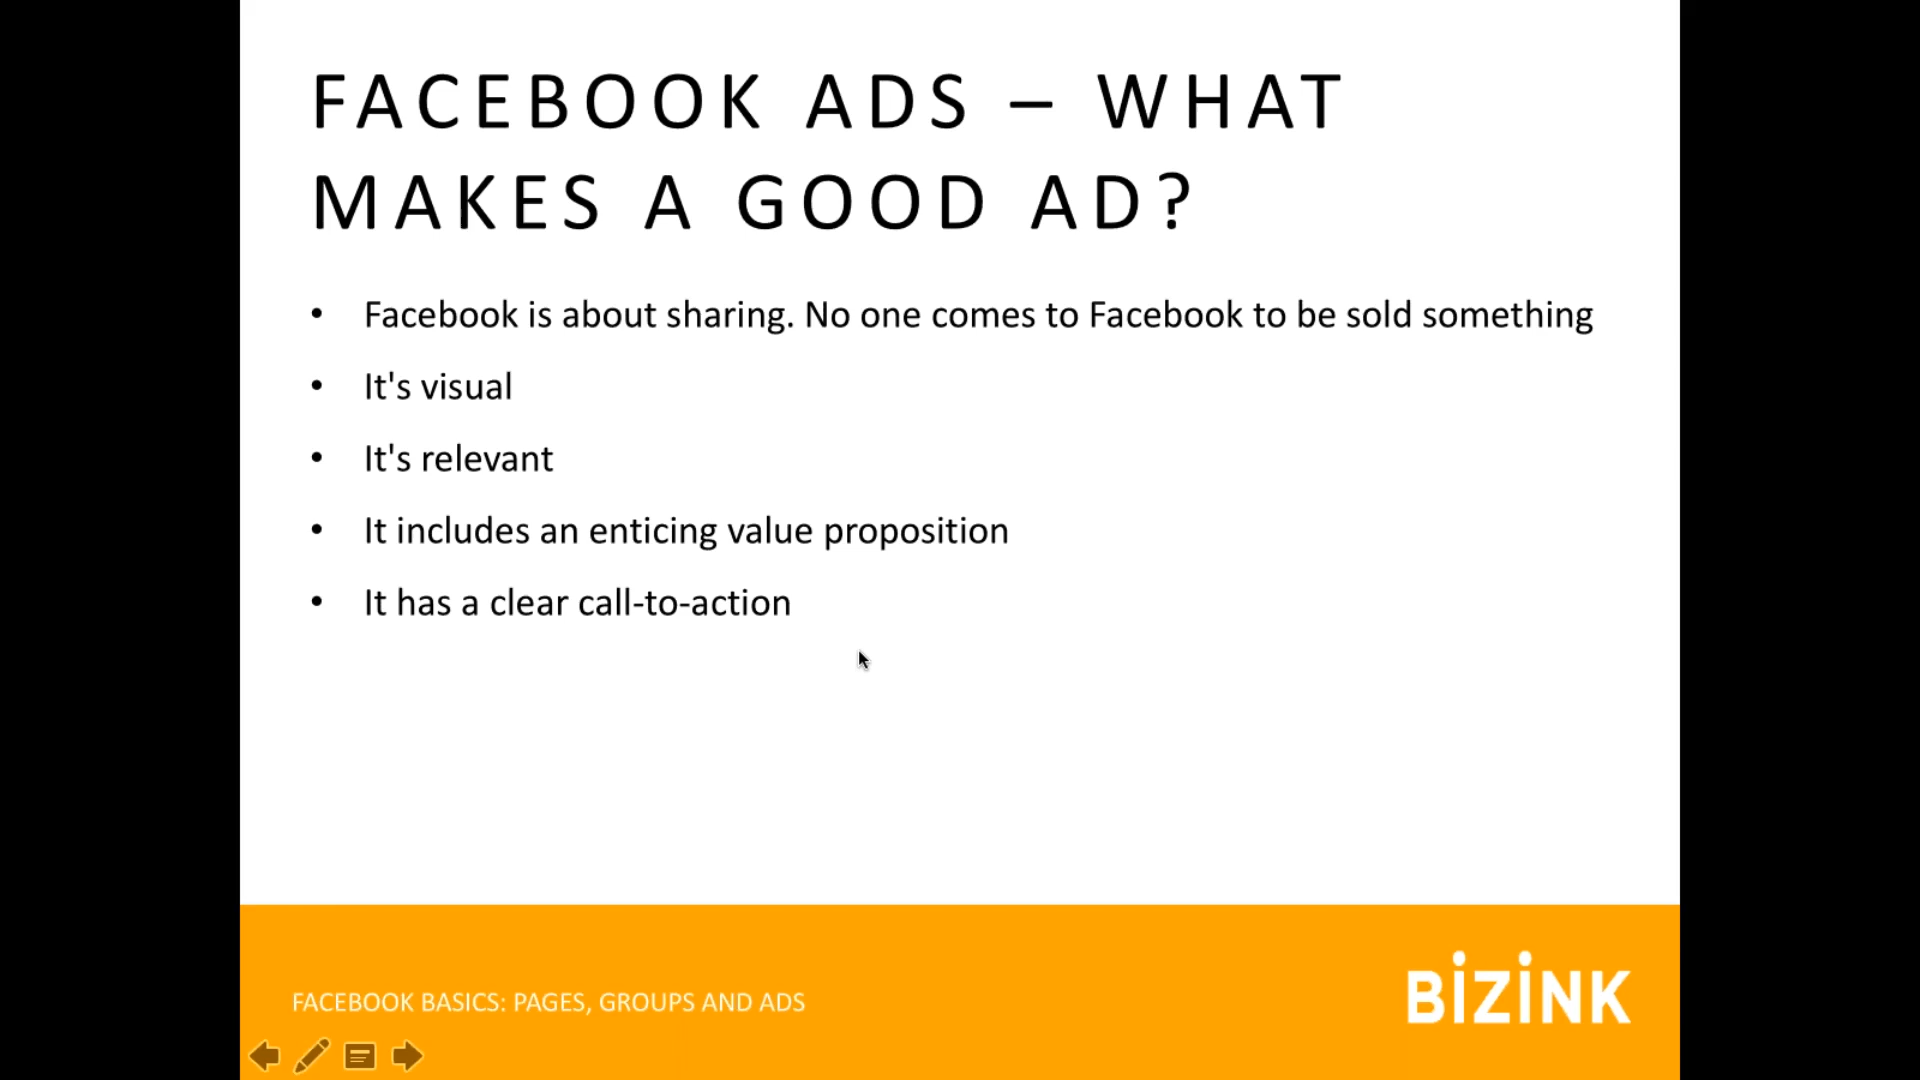 FACEBOOK ADS – WHAT
MAKES A GOOD AD?
• Facebook is about sharing. No one comes to Facebook to be sold something
• It's visual
• It's relevant
• It includes an enticing value proposition
• It has a clear call-to-action
FACEBOOK BASICS: PAGES, GROUPS AND ADS
BiZiNK